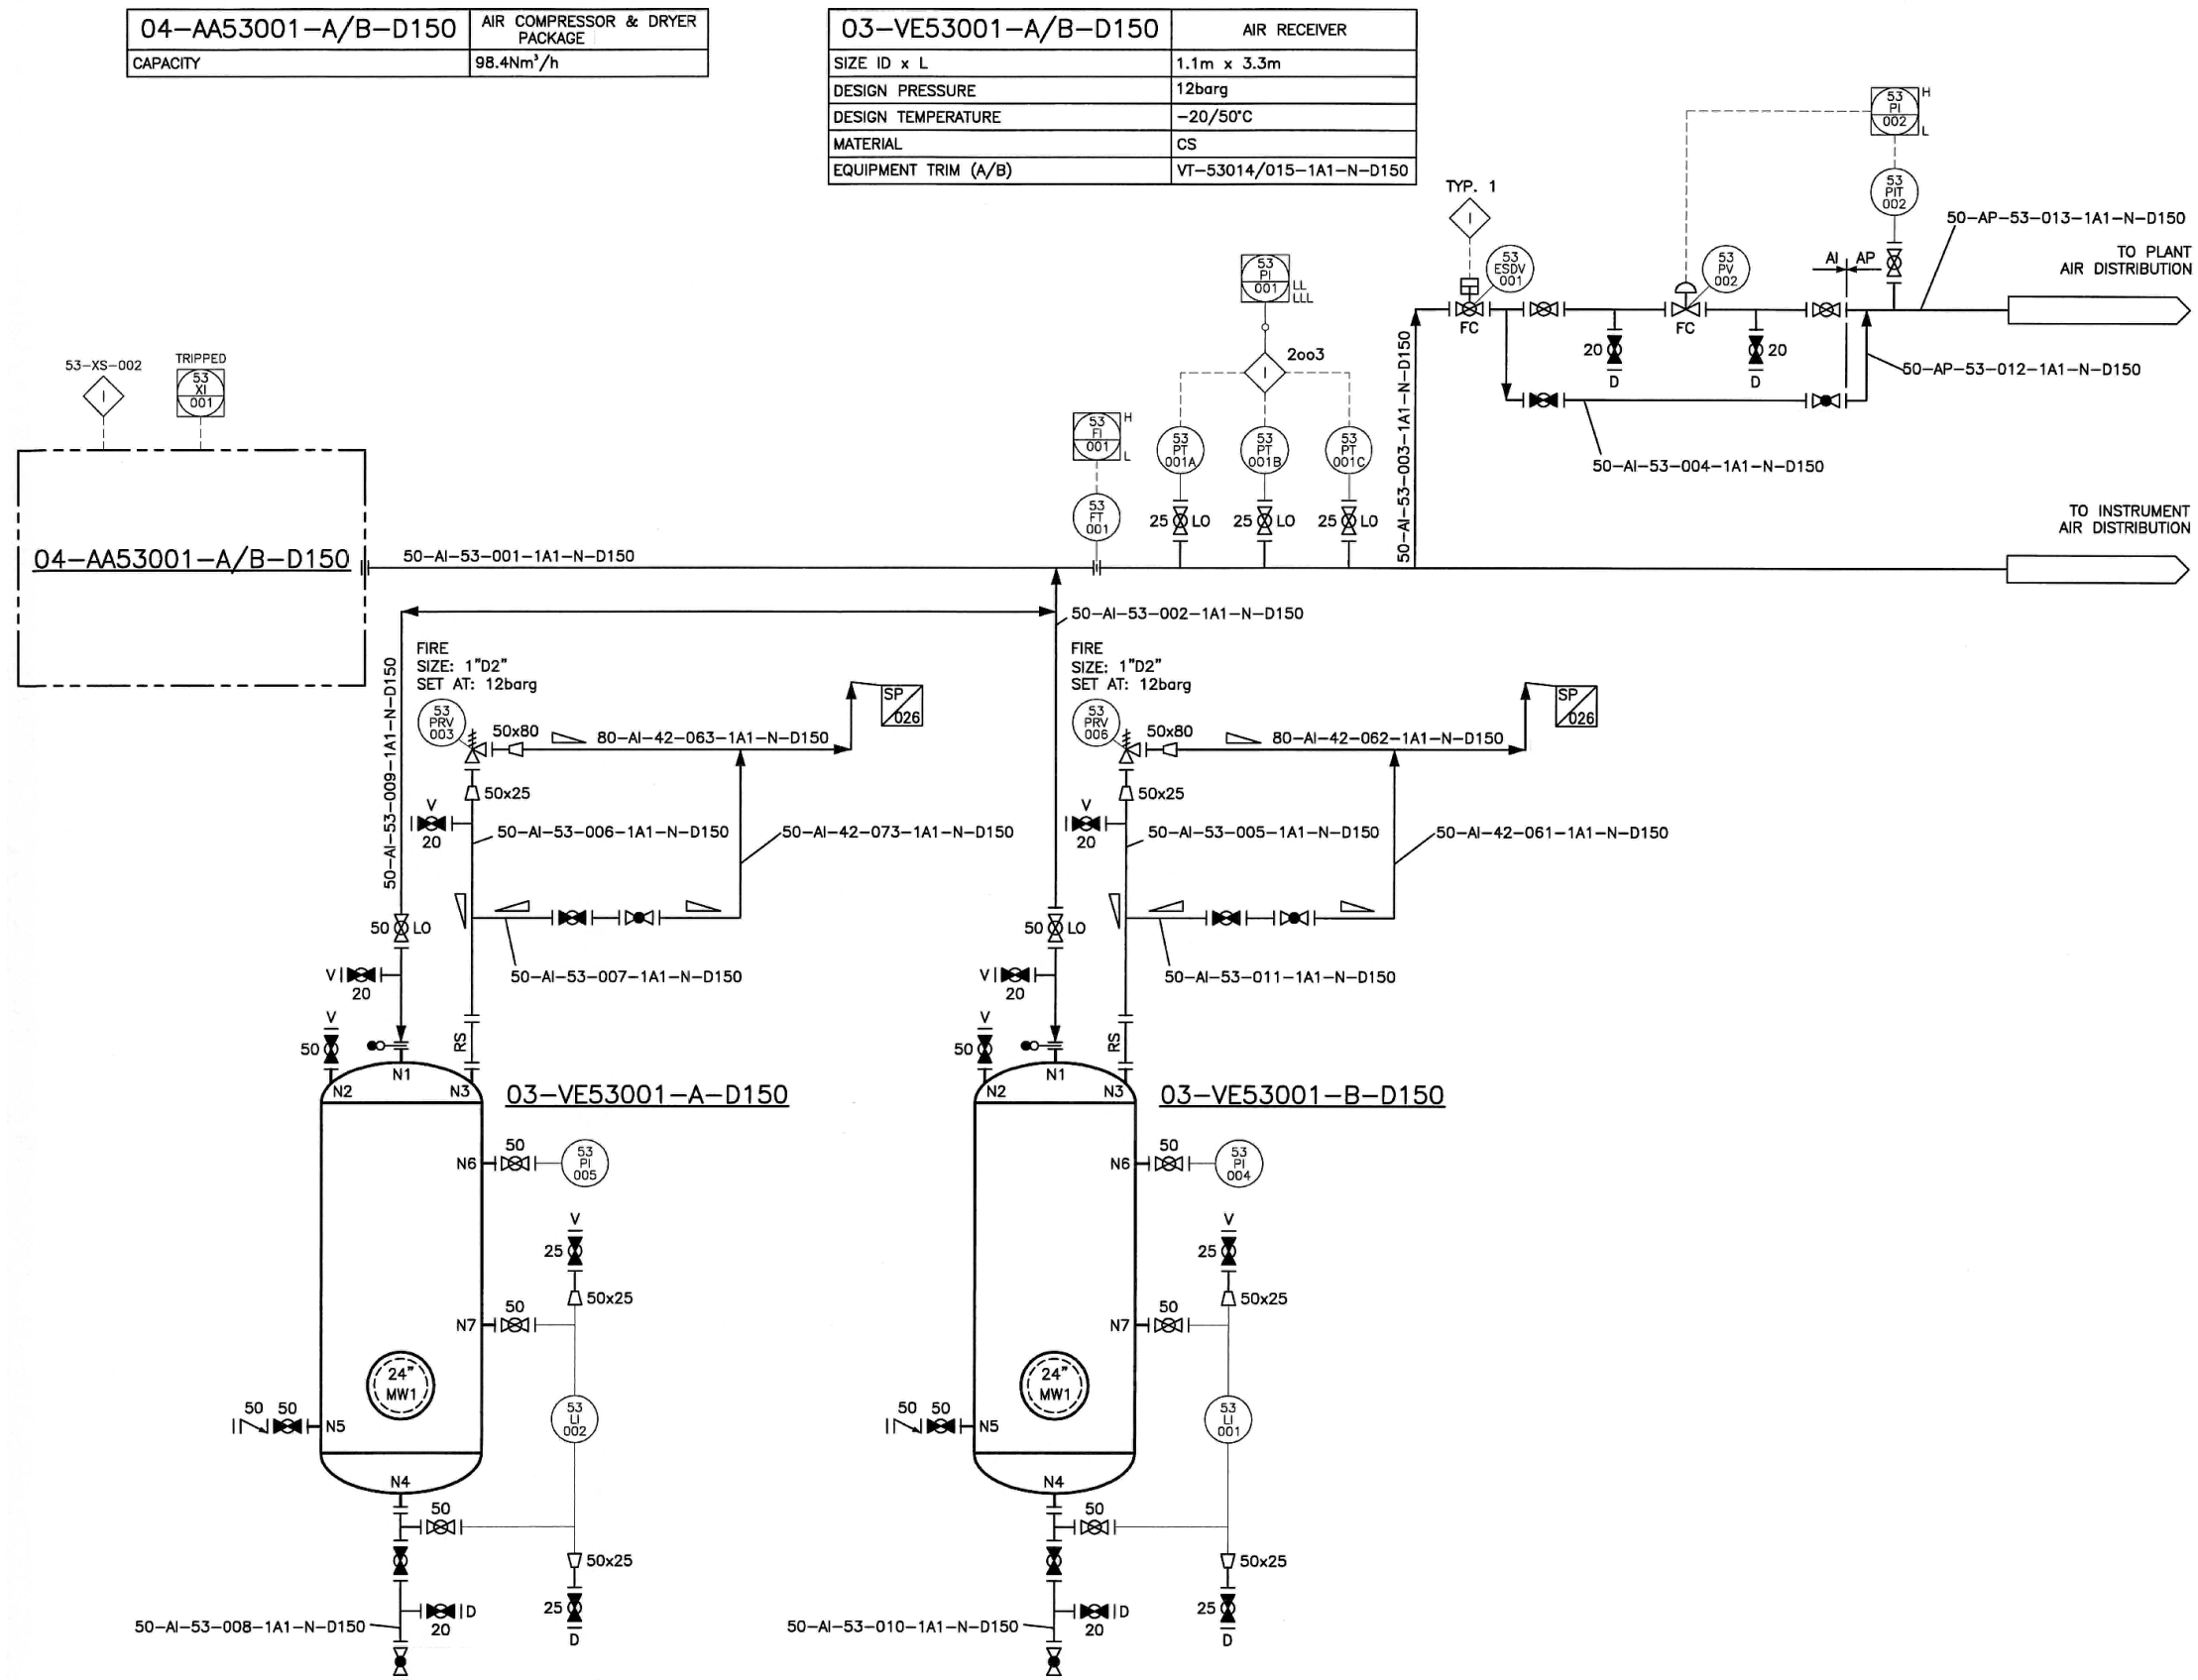 04-AA53001-A/B-D150
AIR COMPRESSOR & DRYER
PACKAGE
CAPACITY
98.4Nm³/h
03-VE53001-A/B-D150
AIR RECEIVER
SIZE ID x L
1.1m x 3.3m
DESIGN PRESSURE
12barg
DESIGN TEMPERATURE
-20/50°C
MATERIAL
CS
EQUIPMENT TRIM (A/B)
VT-53014/015-1A1-N-D150
53
PI
002
H
L
53
PIT
002
TYP. 1
I
53
ESDV
001
FC
53
PV
002
FC
AI
AP
50-AP-53-013-1A1-N-D150
TO PLANT
AIR DISTRIBUTION
20
D
20
D
50-AP-53-012-1A1-N-D150
50-AI-53-004-1A1-N-D150
50-AI-53-003-1A1-N-D150
53
PI
001
LL
LLL
2oo3
I
53
PT
001A
53
PT
001B
53
PT
001C
25
LO
25
LO
25
LO
53
FI
001
H
L
53
FT
001
53-XS-002
I
TRIPPED
53
XI
001
04-AA53001-A/B-D150
50-AI-53-001-1A1-N-D150
TO INSTRUMENT
AIR DISTRIBUTION
50-AI-53-002-1A1-N-D150
50-AI-53-009-1A1-N-D150
FIRE
SIZE: 1"D2"
SET AT: 12barg
53
PRV
003
50x80
80-AI-42-063-1A1-N-D150
SP
026
50x25
V
20
50-AI-53-006-1A1-N-D150
50-AI-42-073-1A1-N-D150
50
LO
50-AI-53-007-1A1-N-D150
V
20
V
50
RS
N1
N2
N3
03-VE53001-A-D150
N6
50
53
PI
005
V
25
50x25
N7
50
24"
MW1
53
LI
002
50
50
N5
N4
50
50x25
25
D
D
20
50-AI-53-008-1A1-N-D150
FIRE
SIZE: 1"D2"
SET AT: 12barg
53
PRV
006
50x80
80-AI-42-062-1A1-N-D150
SP
026
50x25
V
20
50-AI-53-005-1A1-N-D150
50-AI-42-061-1A1-N-D150
50
LO
50-AI-53-011-1A1-N-D150
V
20
V
50
RS
N1
N2
N3
03-VE53001-B-D150
N6
50
53
PI
004
V
25
50x25
N7
50
24"
MW1
53
LI
001
50
50
N5
N4
50
50x25
25
D
D
20
50-AI-53-010-1A1-N-D150